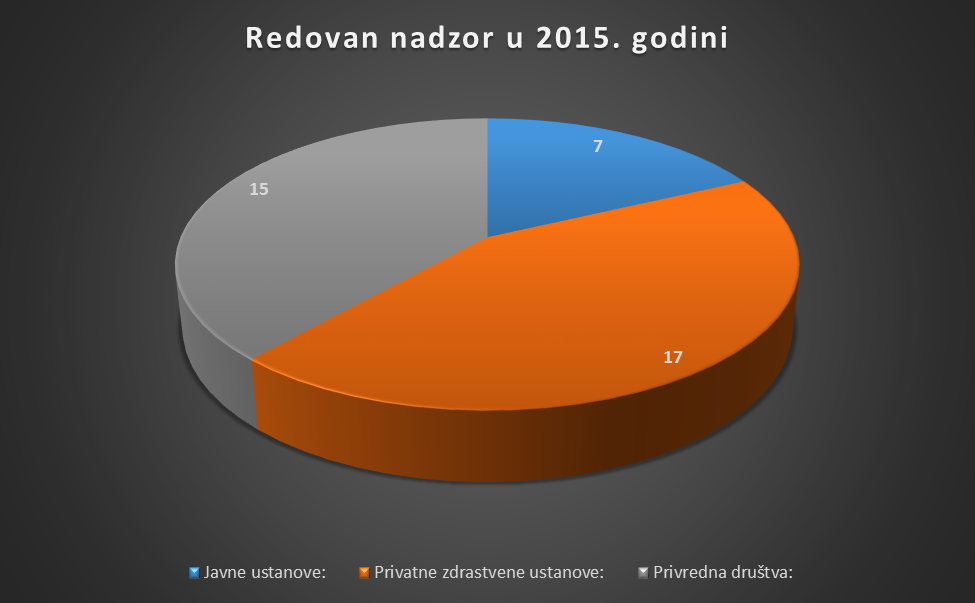 Redovan nadzor u 2015. godini
7
15
17
Javne ustanove: Privatne zdrastvene ustanove: Privredna društva: